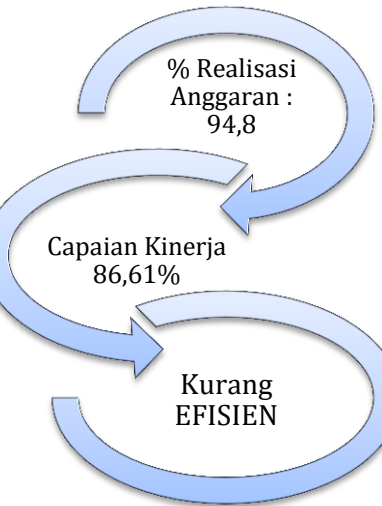 % Realisasi
Anggaran :
94,8
Capaian Kinerja
86,61%
Kurang
EFISIEN